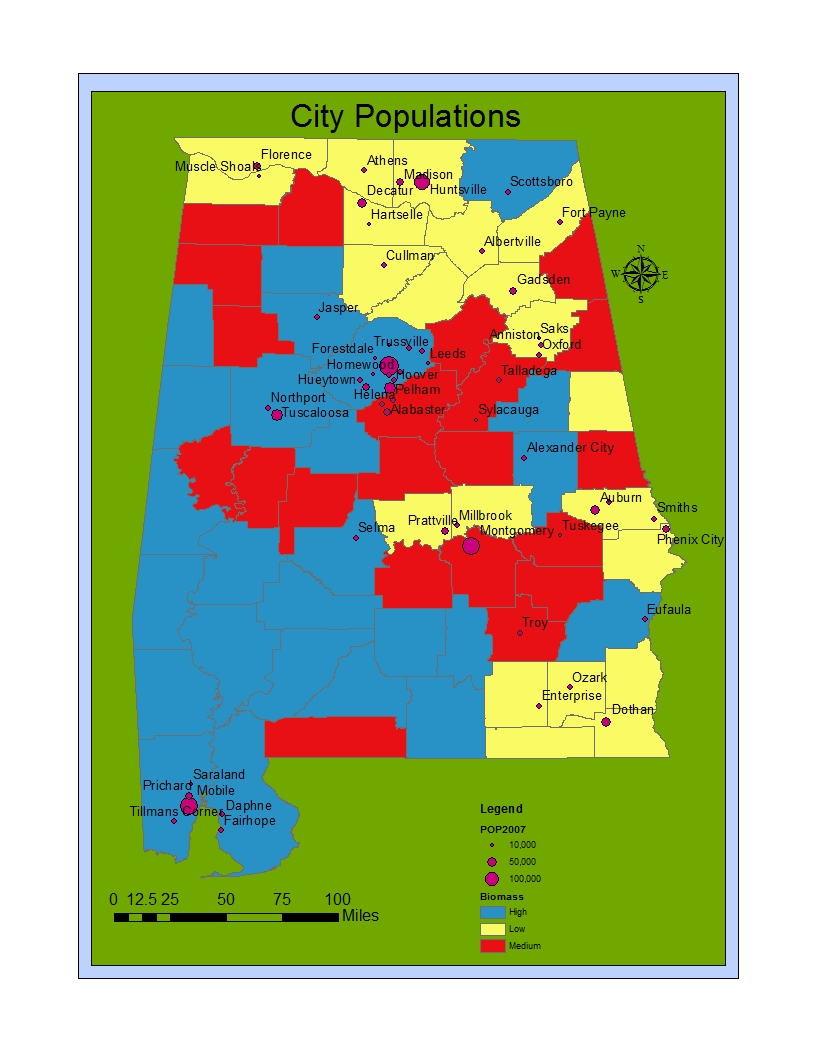 City Populations
Florence
Muscle Shoals
Athens
Madison
Huntsville
Scottsboro
Decatur
Hartselle
Fort Payne
Albertville
Cullman
Gadsden
N
W
E
S
Jasper
Saks
Anniston
Oxford
Trussville
Forestdale
Leeds
Homewood
Hoover
Talladega
Hueytown
Pelham
Helena
Northport
Alabaster
Sylacauga
Tuscaloosa
Alexander City
Auburn
Smiths
Prattville
Millbrook
Selma
Montgomery
Tuskegee
Phenix City
Eufaula
Troy
Ozark
Enterprise
Dothan
Saraland
Prichard
Mobile
Tillmans Corner
Daphne
Fairhope
Legend
POP2007
10,000
50,000
100,000
Biomass
High
Low
Medium
0 12.5 25 50 75 100
Miles